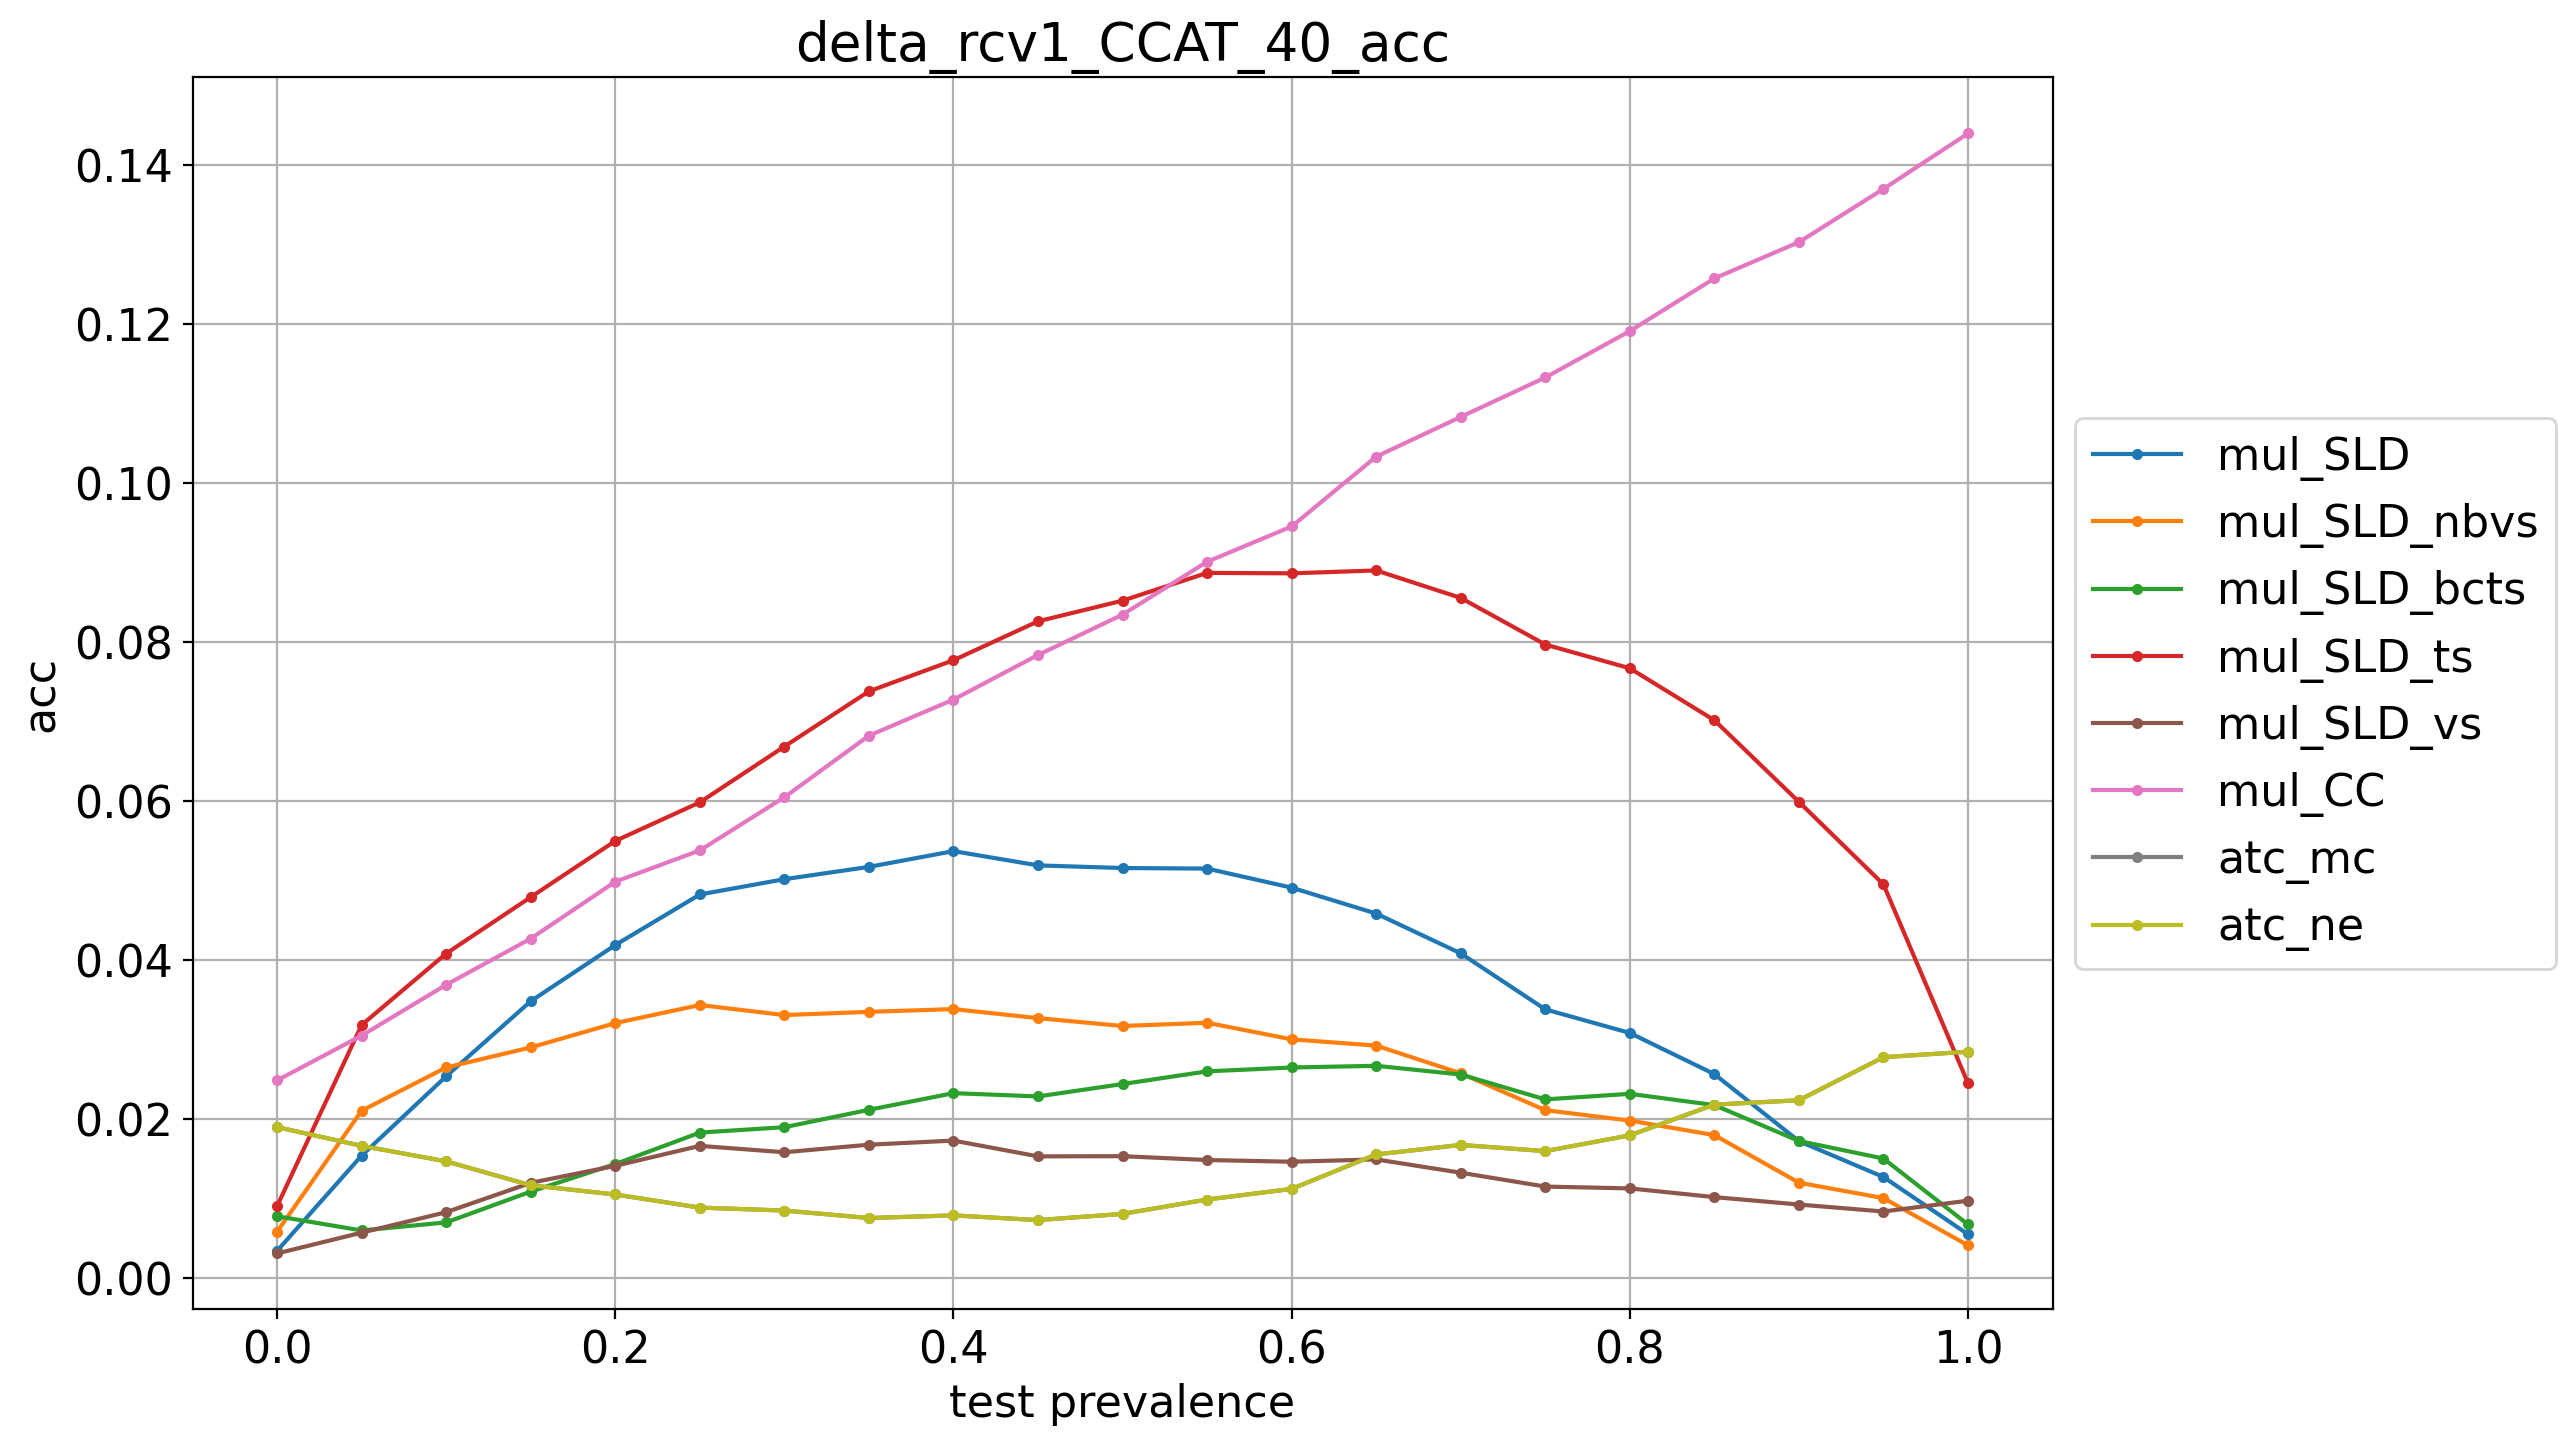 delta_rcv1_CCAT_40_acc
acc
0.14
0.12
0.10
0.08
0.06
0.04
0.02
0.00
0.0 0.2 0.4 0.6 0.8 1.0
test prevalence
mul_SLD
mul_SLD_nbvs
mul_SLD_bcts
mul_SLD_ts
mul_SLD_vs
mul_CC
atc_mc
atc_ne